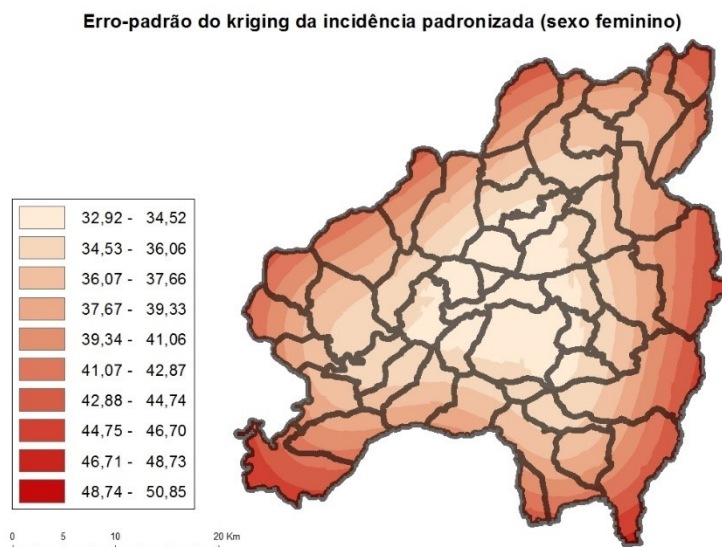 Erro-padrão do kriging da incidência padronizada (sexo feminino)
32,92 - 34,52
34,53 - 36,06
36,07 - 37,66
37,67 - 39,33
39,34 - 41,06
41,07 - 42,87
42,88 - 44,74
44,75 - 46,70
46,71 - 48,73
48,74 - 50,85
0 5 10 20 Km